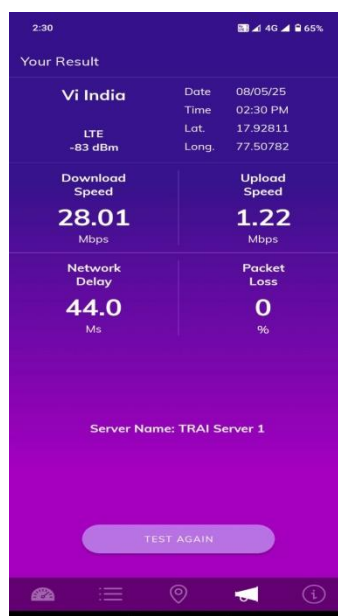 2:30 4G 65%
Your Result
Vi India
LTE
-83 dBm
Date 08/05/25
Time 02:30 PM
Lat. 17.92811
Long. 77.50782
Download
Speed
28.01
Mbps
Upload
Speed
1.22
Mbps
Network
Delay
44.0
Ms
Packet
Loss
0
%
Server Name: TRAI Server 1
TEST AGAIN